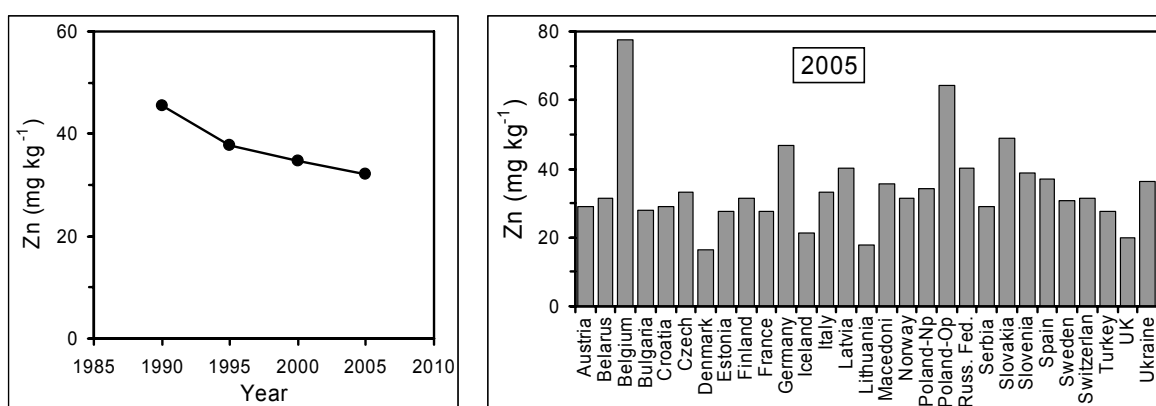 60
40
20
0
Zn (mg kg⁻¹)
1985 1990 1995 2000 2005 2010
Year
80
60
40
20
0
Zn (mg kg⁻¹)
2005
Austria
Belarus
Belgium
Bulgaria
Croatia
Czech
Denmark
Estonia
Finland
France
Germany
Iceland
Italy
Latvia
Lithuania
Macedoni
Norway
Poland-Np
Poland-Op
Russ. Fed.
Serbia
Slovakia
Slovenia
Spain
Sweden
Switzerlan
Turkey
UK
Ukraine